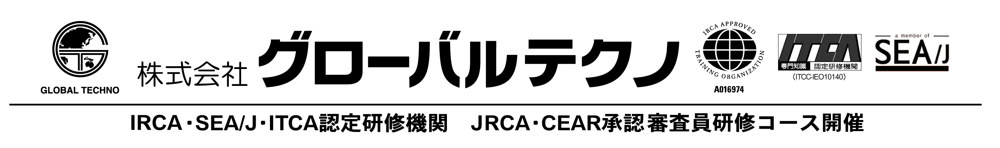 GLOBAL TECHNO
株式会社 グローバルテクノ
IRCA APPROVED
TRAINING ORGANIZATION
A016974
ITCA
専門知識 認定研修機関
（ITCC-IEO10140）
a member of
SEA/J
IRCA・SEA/J・ITCA認定研修機関　JRCA・CEAR承認審査員研修コース開催